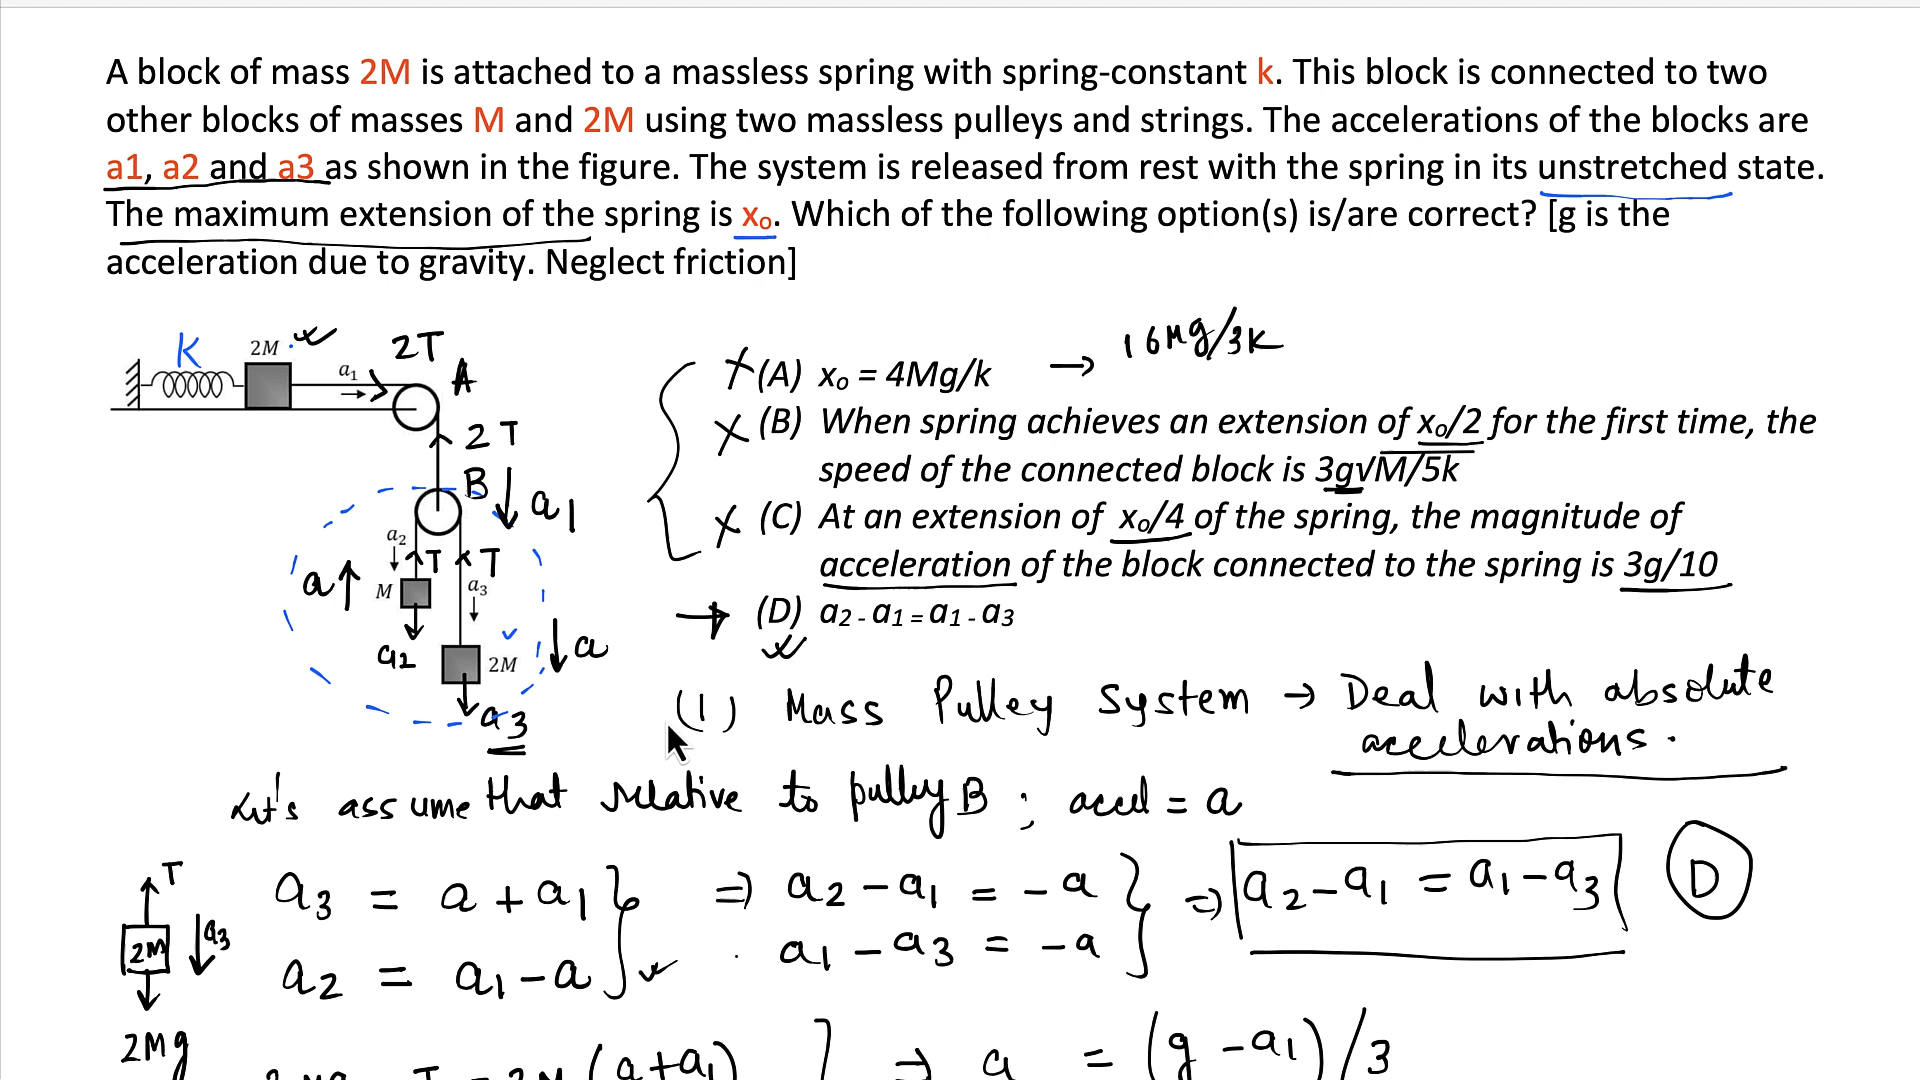 A block of mass 2M is attached to a massless spring with spring-constant k. This block is connected to two
other blocks of masses M and 2M using two massless pulleys and strings. The accelerations of the blocks are
a1, a2 and a3 as shown in the figure. The system is released from rest with the spring in its unstretched state.
The maximum extension of the spring is x₀. Which of the following option(s) is/are correct? [g is the
acceleration due to gravity. Neglect friction]
K
2M
2T
A
a₁
2T
B
a₁
a₂
T
T
a
M
a₃
a₂
2M
a
a₃
(A) x₀ = 4Mg/k → 16Mg/3K
(B) When spring achieves an extension of x₀/2 for the first time, the
speed of the connected block is 3g√M/5k
(C) At an extension of x₀/4 of the spring, the magnitude of
acceleration of the block connected to the spring is 3g/10
→ (D) a₂ - a₁ = a₁ - a₃
(1) Mass Pulley System → Deal with absolute
accelerations.
Let's assume that relative to pulley B ; accel = a
T
2M
a₃
2Mg
a₃ = a + a₁ } ⇒ a₂ - a₁ = -a } ⇒ a₂ - a₁ = a₁ - a₃ D
a₂ = a₁ - a a₁ - a₃ = -a
(a+a₁) ] ⇒ a = (g - a₁)/3